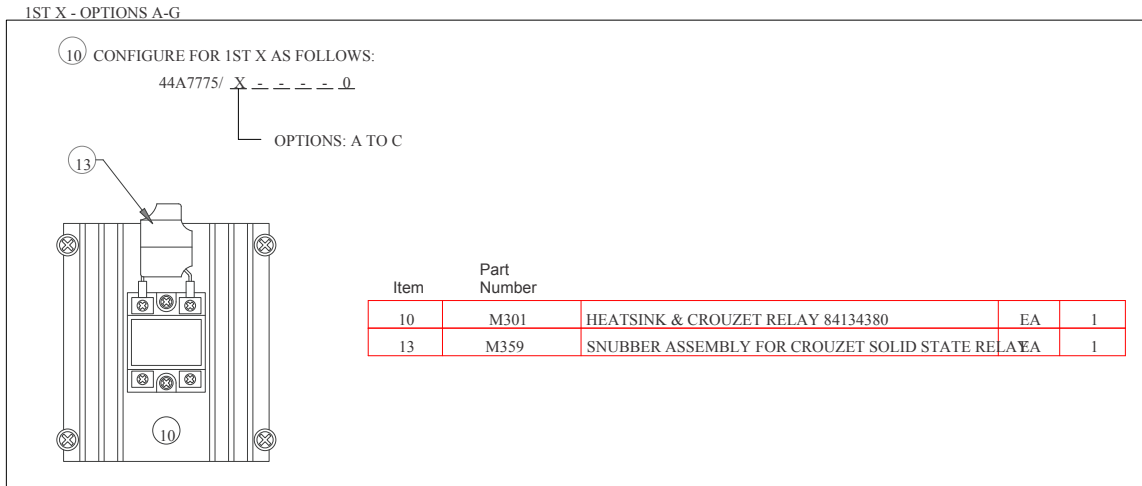 1ST X - OPTIONS A-G
10 CONFIGURE FOR 1ST X AS FOLLOWS:
44A7775/ X - - - - 0
OPTIONS: A TO C
13
10
Item Part Number
10 M301 HEATSINK & CROUZET RELAY 84134380 EA 1
13 M359 SNUBBER ASSEMBLY FOR CROUZET SOLID STATE RELAY EA 1